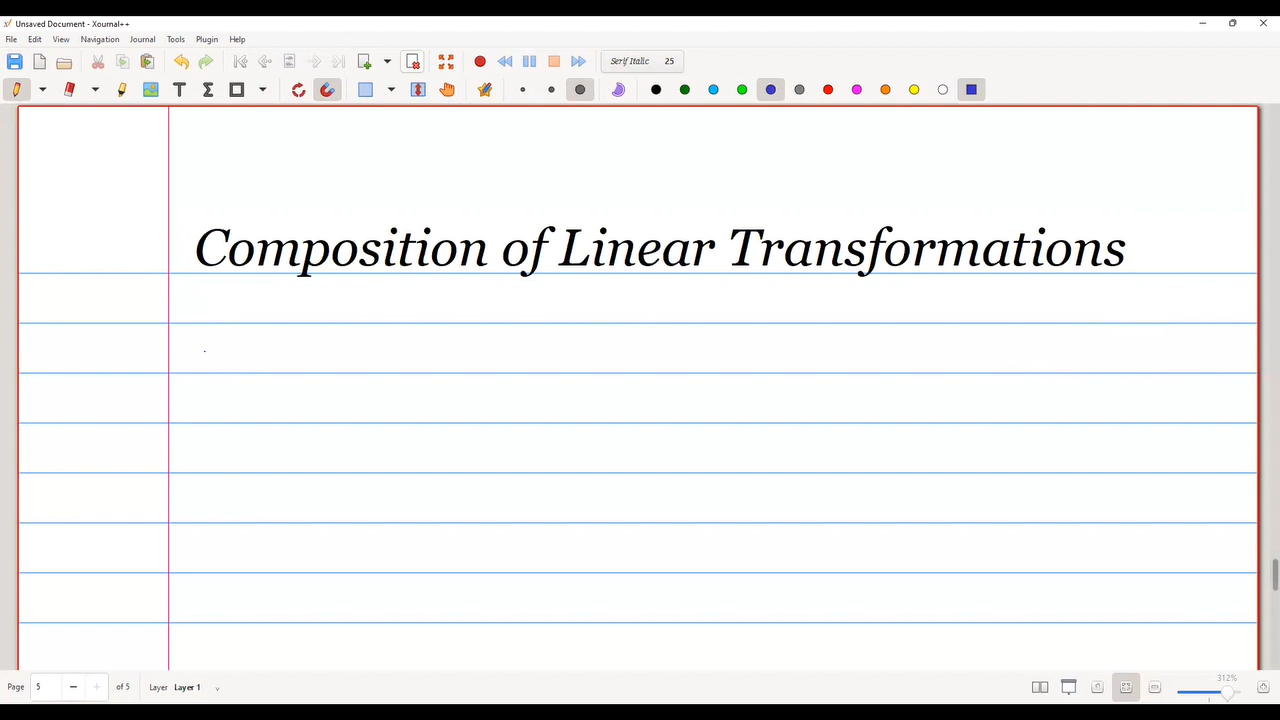 Unsaved Document - Xournal++
File Edit View Navigation Journal Tools Plugin Help
Serif Italic 25
Composition of Linear Transformations
Page 5 of 5 Layer Layer 1 312%